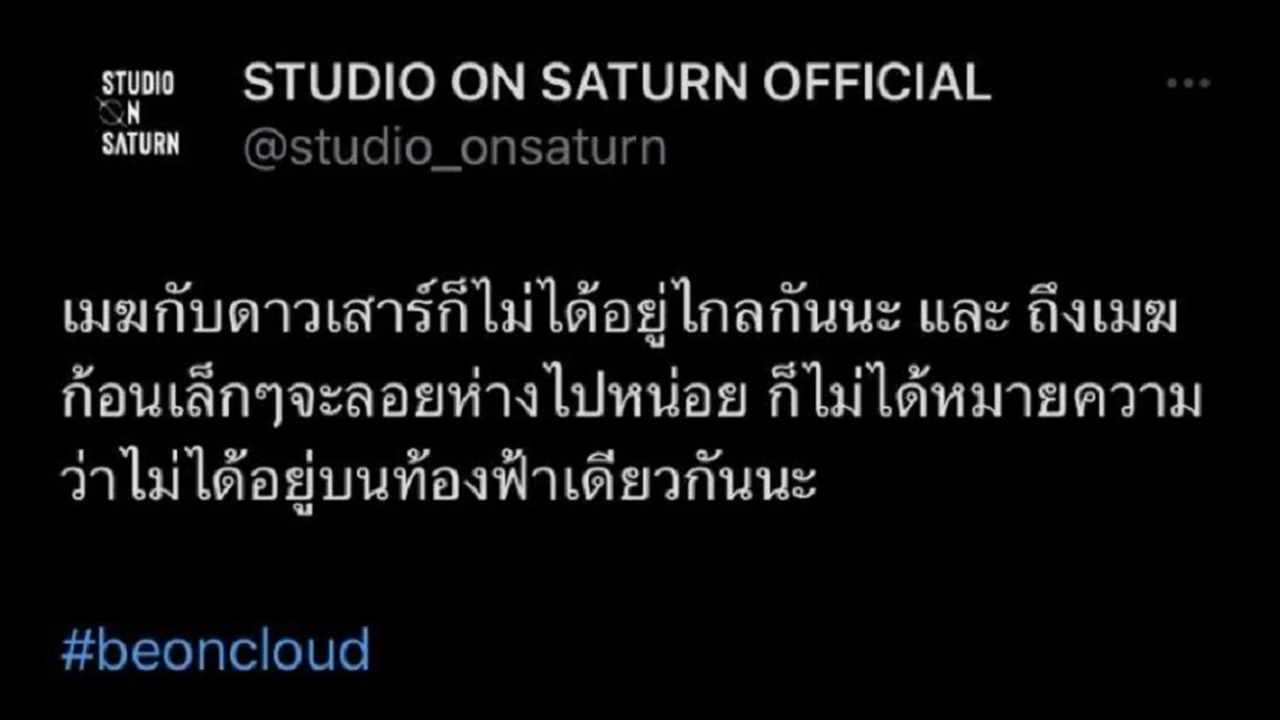 STUDIO
ON
SATURN
STUDIO ON SATURN OFFICIAL
@studio_onsaturn
เมฆกับดาวเสาร์ก็ไม่ได้อยู่ไกลกันนะ และ ถึงเมฆ
ก้อนเล็กๆจะลอยห่างไปหน่อย ก็ไม่ได้หมายความ
ว่าไม่ได้อยู่บนท้องฟ้าเดียวกันนะ
#beoncloud